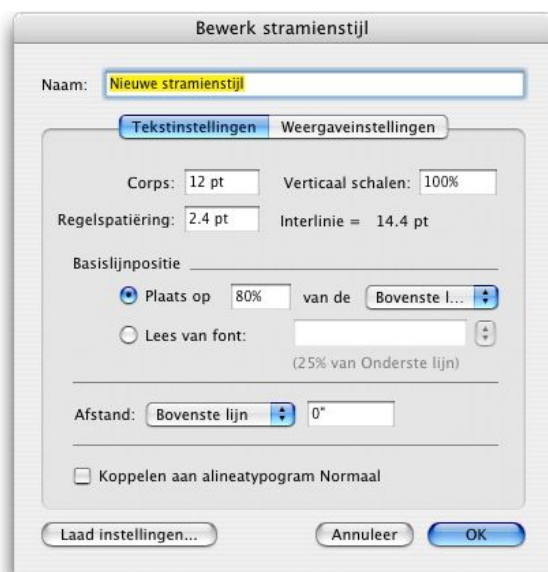 Bewerk stramienstijl
Naam: Nieuwe stramienstijl
Tekstinstellingen Weergaveinstellingen
Corps: 12 pt Verticaal schalen: 100%
Regelspatiëring: 2.4 pt Interlinie = 14.4 pt
Basislijnpositie
Plaats op 80% van de Bovenste l...
Lees van font:
(25% van Onderste lijn)
Afstand: Bovenste lijn 0"
Koppelen aan alineatypogram Normaal
Laad instellingen... Annuleer OK